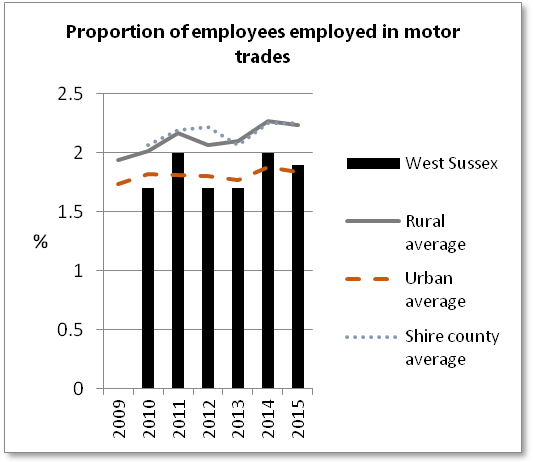 Proportion of employees employed in motor
trades
2.5
2
1.5
1
0.5
0
%
2009
2010
2011
2012
2013
2014
2015
West Sussex
Rural
average
Urban
average
Shire county
average